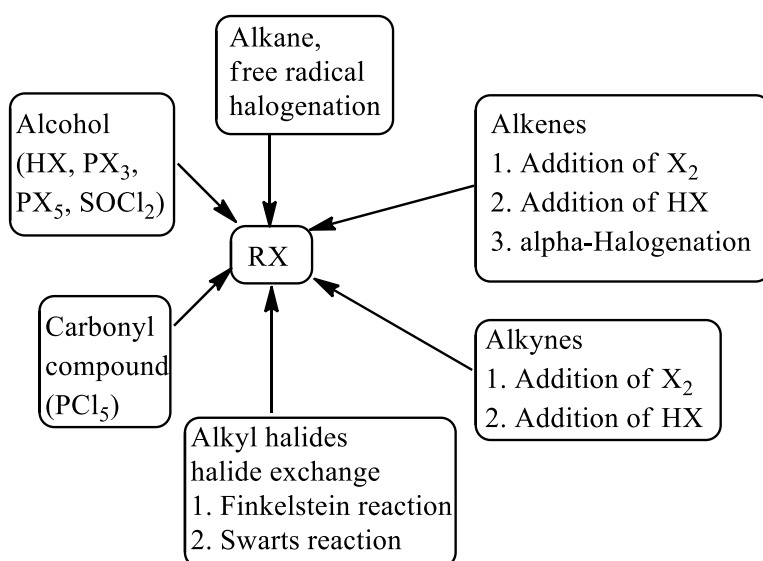 Alkane,
free radical
halogenation
Alcohol
(HX, PX₃,
PX₅, SOCl₂)
Alkenes
1. Addition of X₂
2. Addition of HX
3. alpha-Halogenation
RX
Carbonyl
compound
(PCl₅)
Alkynes
1. Addition of X₂
2. Addition of HX
Alkyl halides
halide exchange
1. Finkelstein reaction
2. Swarts reaction